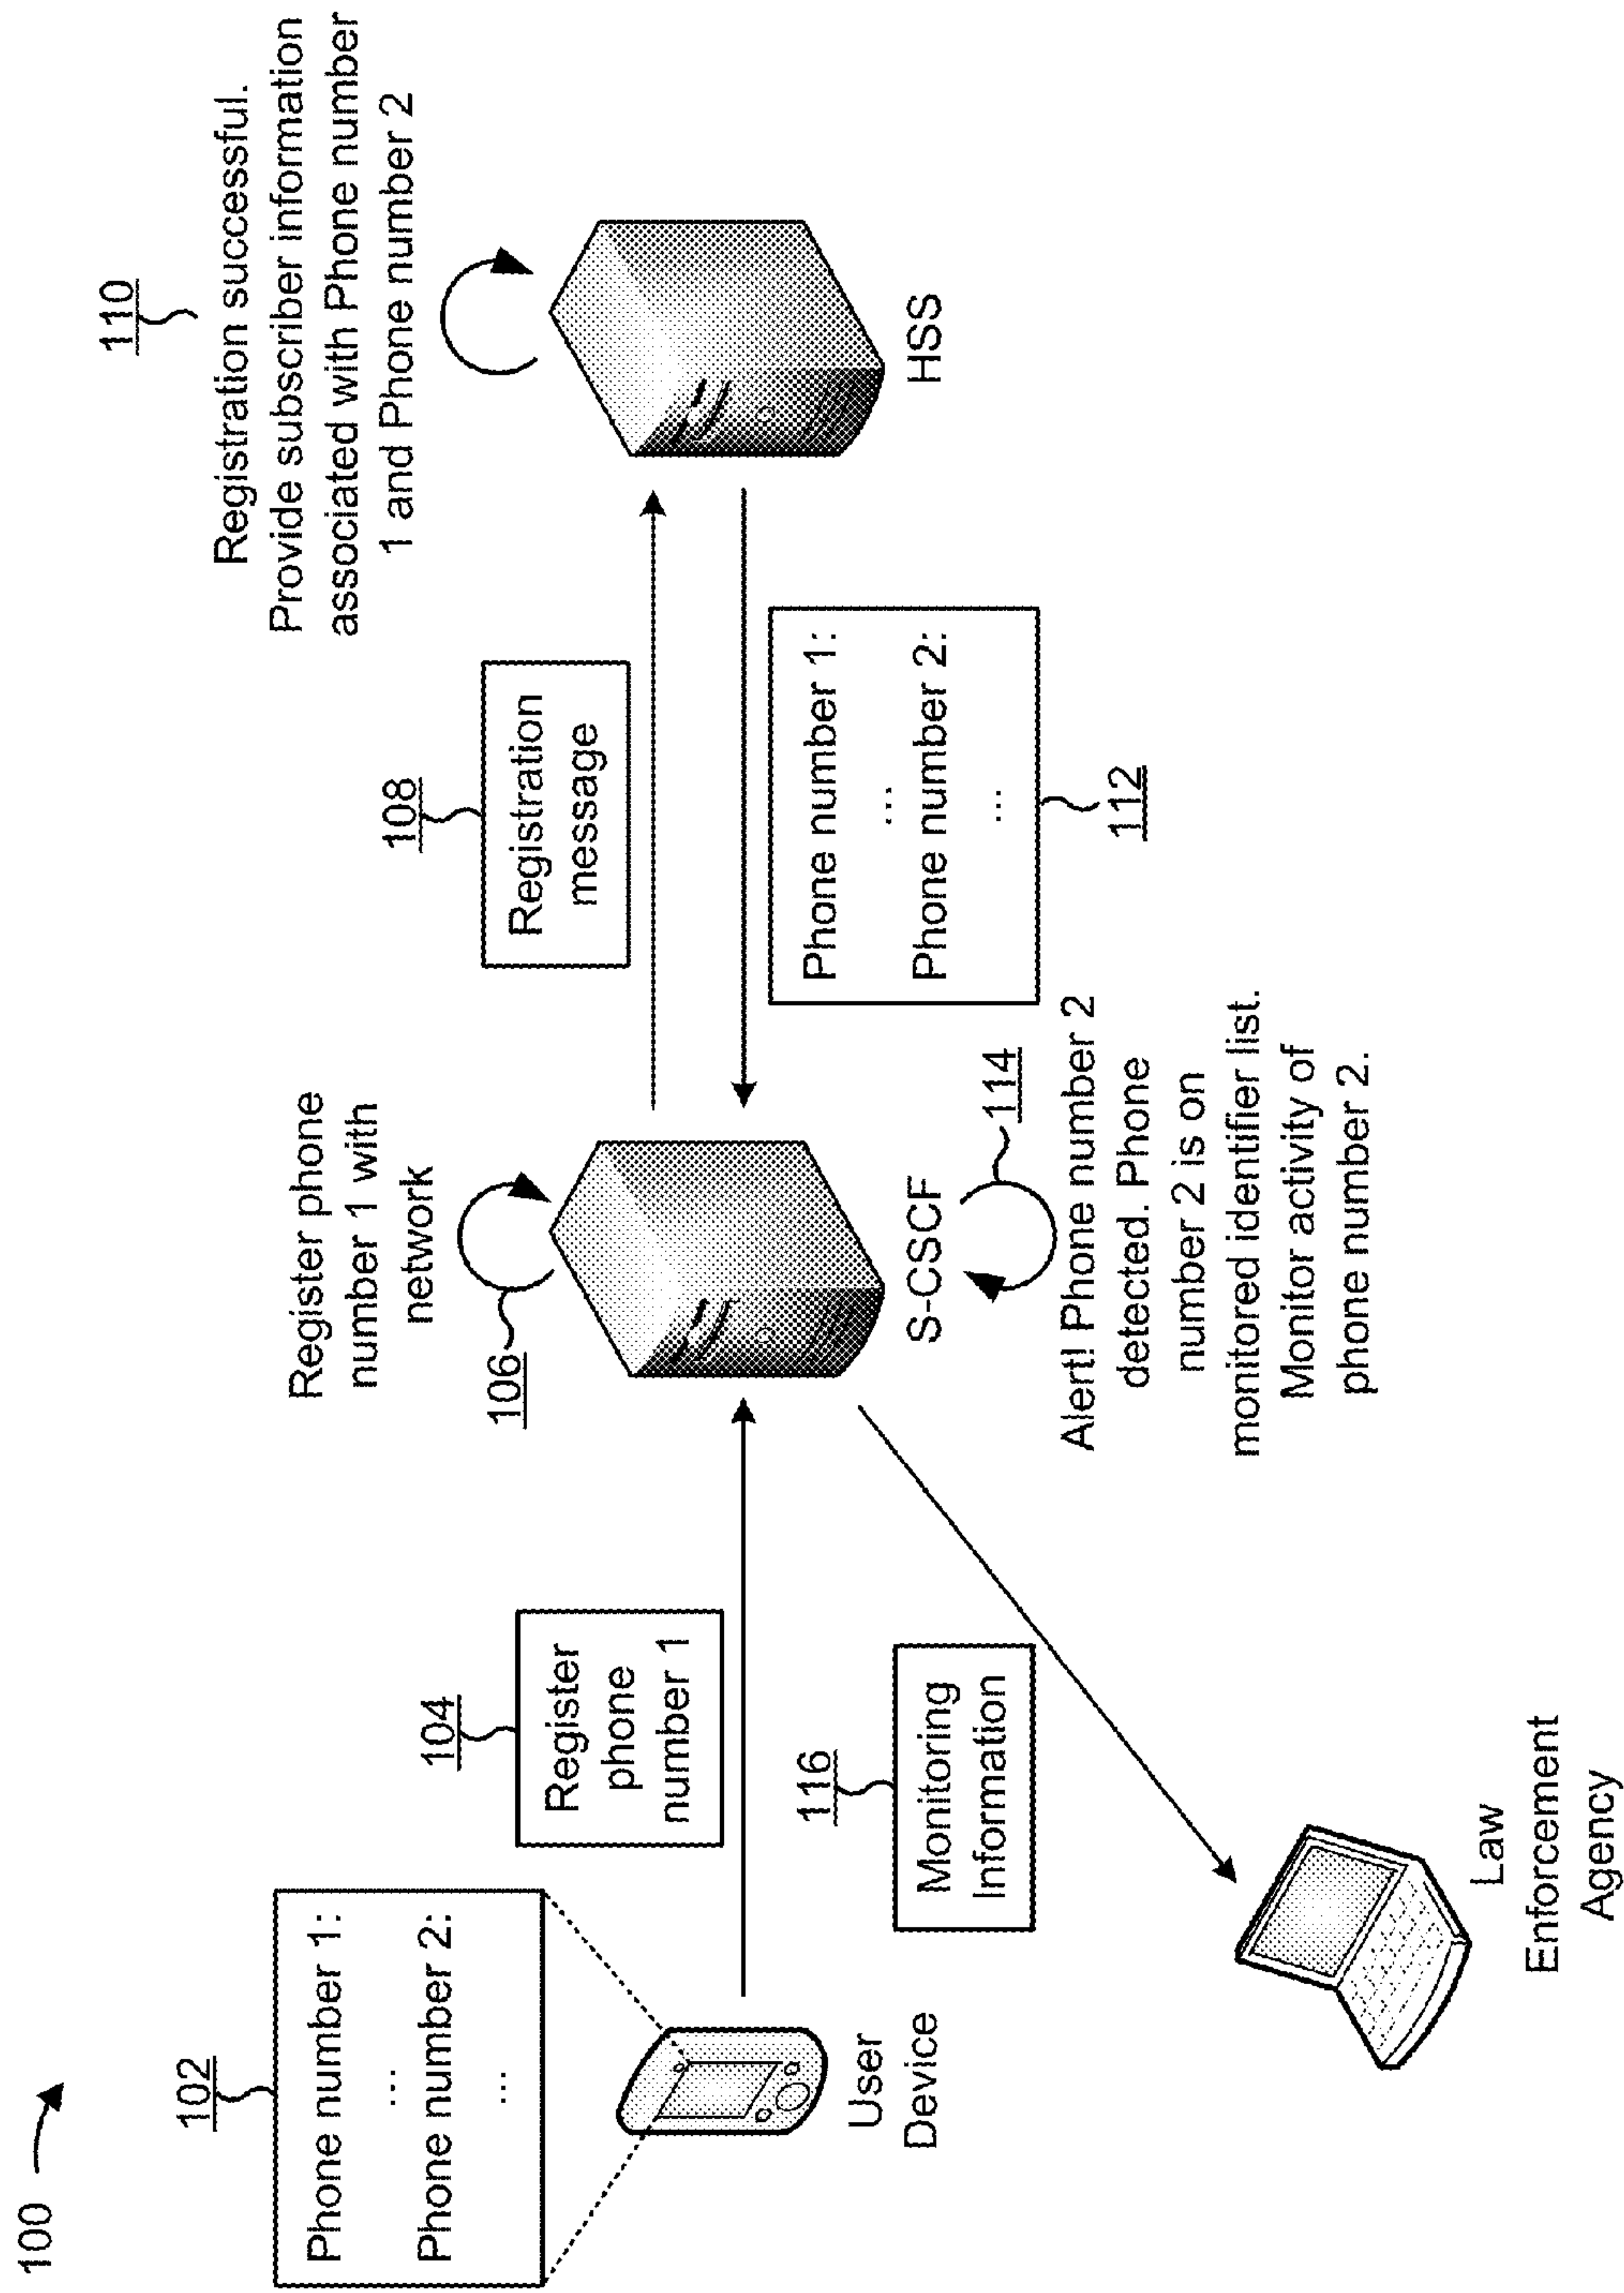 100
102
Phone number 1:
...
Phone number 2:
...
User
Device
104
Register
phone
number 1
Register phone
number 1 with
network
106
S-CSCF
108
Registration
message
110
Registration successful.
Provide subscriber information
associated with Phone number
1 and Phone number 2
HSS
Phone number 1:
...
Phone number 2:
...
112
114
Alert! Phone number 2
detected. Phone
number 2 is on
monitored identifier list.
Monitor activity of
phone number 2.
116
Monitoring
Information
Law
Enforcement
Agency